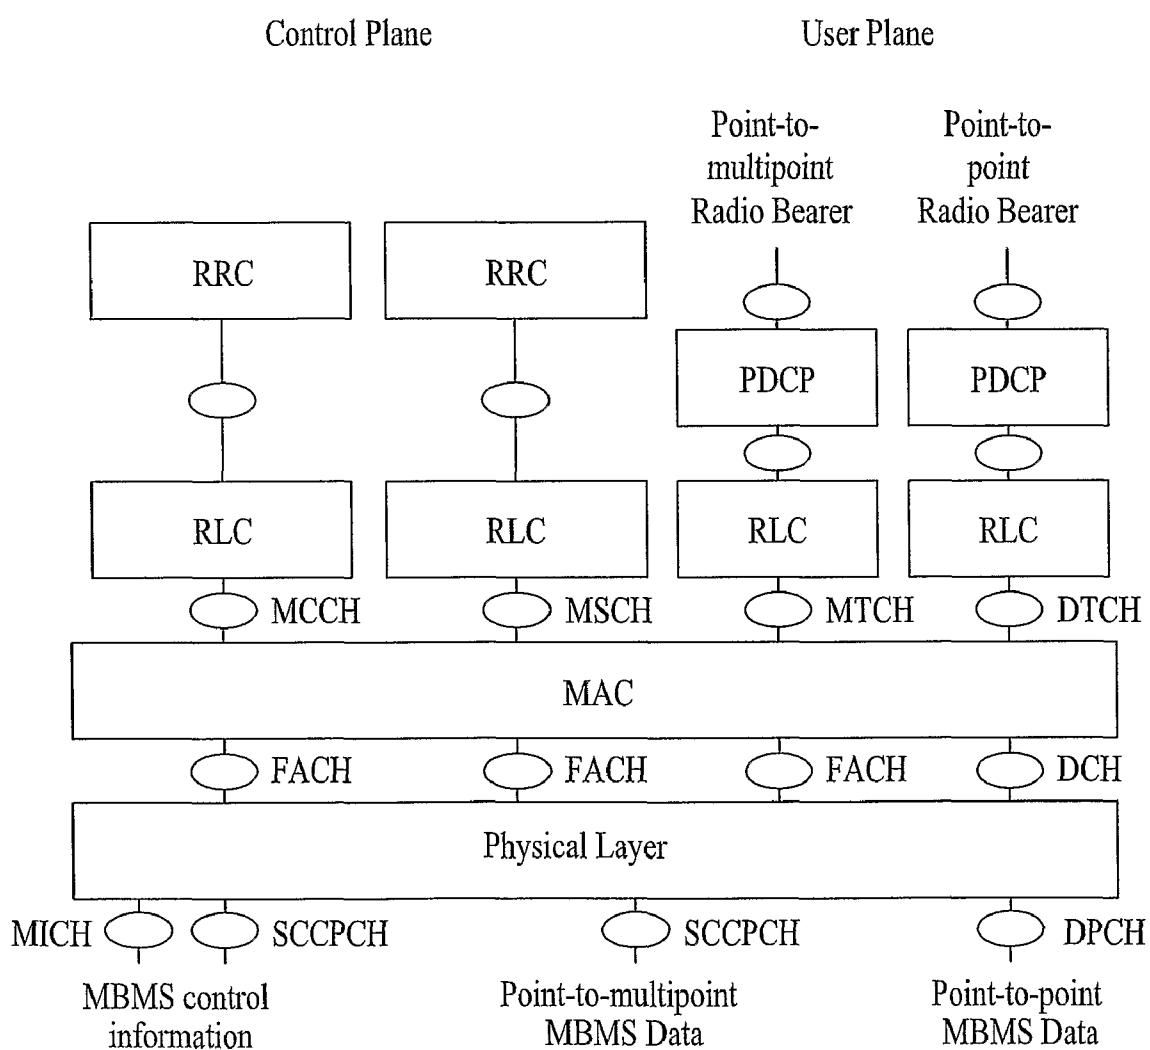 Control Plane
User Plane
Point-to-
multipoint
Radio Bearer
Point-to-
point
Radio Bearer
RRC
RRC
PDCP
PDCP
RLC
RLC
RLC
RLC
MCCH
MSCH
MTCH
DTCH
MAC
FACH
FACH
FACH
DCH
Physical Layer
MICH
SCCPCH
SCCPCH
DPCH
MBMS control
information
Point-to-multipoint
MBMS Data
Point-to-point
MBMS Data